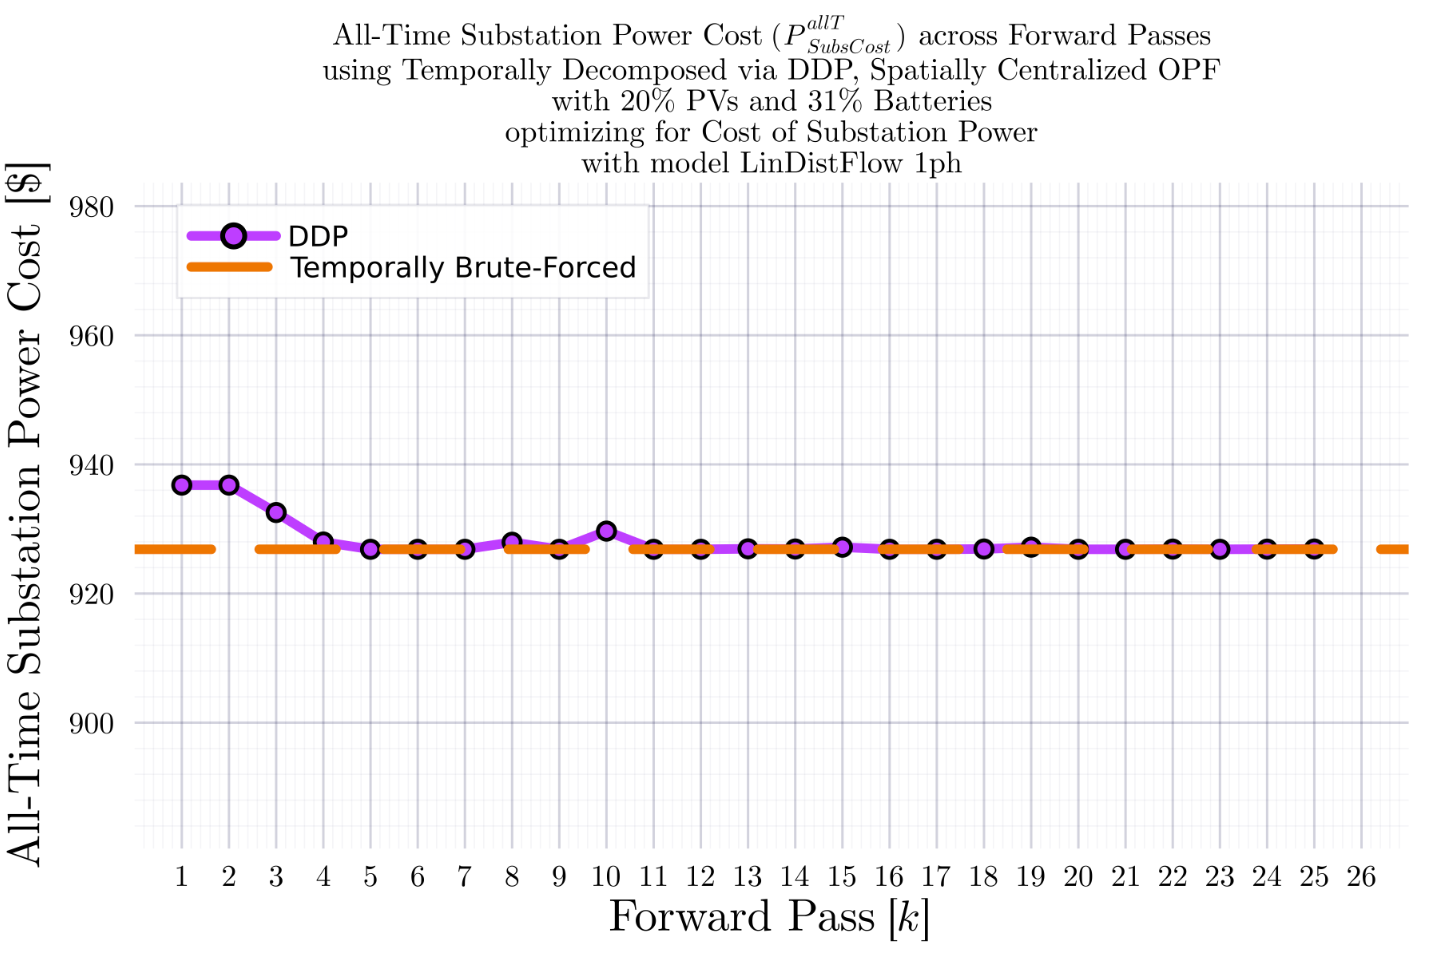 All-Time Substation Power Cost (P^{allT}_{SubsCost}) across Forward Passes
using Temporally Decomposed via DDP, Spatially Centralized OPF
with 20% PVs and 31% Batteries
optimizing for Cost of Substation Power
with model LinDistFlow 1ph
All-Time Substation Power Cost [$]
980
960
940
920
900
DDP
Temporally Brute-Forced
1 2 3 4 5 6 7 8 9 10 11 12 13 14 15 16 17 18 19 20 21 22 23 24 25 26
Forward Pass [k]